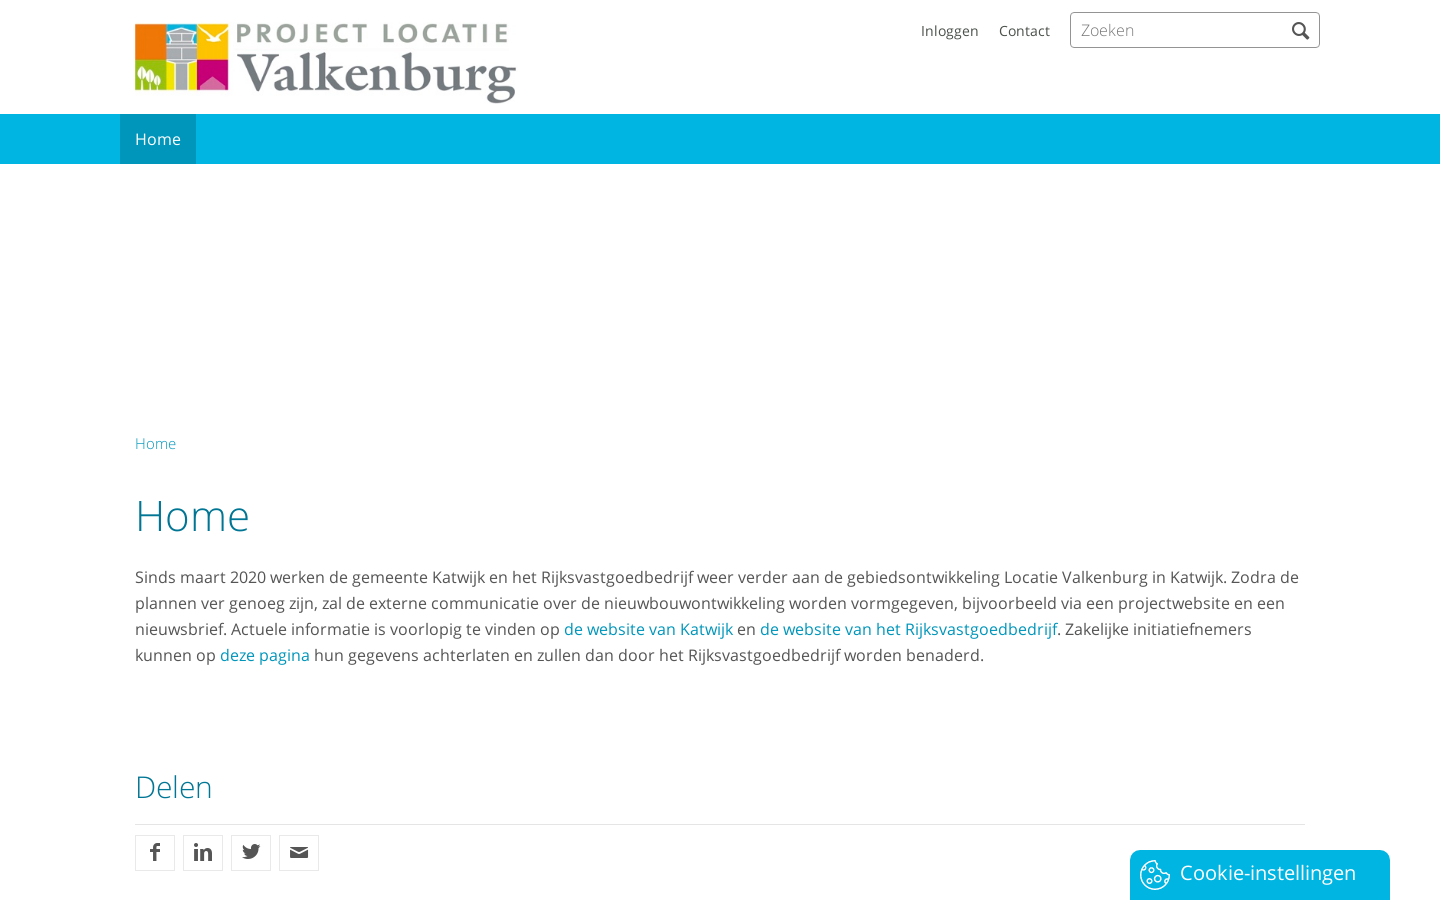 PROJECT LOCATIE
Valkenburg
Inloggen
Contact
Zoeken
Home
Home
Home
Sinds maart 2020 werken de gemeente Katwijk en het Rijksvastgoedbedrijf weer verder aan de gebiedsontwikkeling Locatie Valkenburg in Katwijk. Zodra de
plannen ver genoeg zijn, zal de externe communicatie over de nieuwbouwontwikkeling worden vormgegeven, bijvoorbeeld via een projectwebsite en een
nieuwsbrief. Actuele informatie is voorlopig te vinden op de website van Katwijk en de website van het Rijksvastgoedbedrijf. Zakelijke initiatiefnemers
kunnen op deze pagina hun gegevens achterlaten en zullen dan door het Rijksvastgoedbedrijf worden benaderd.
Delen
Cookie-instellingen